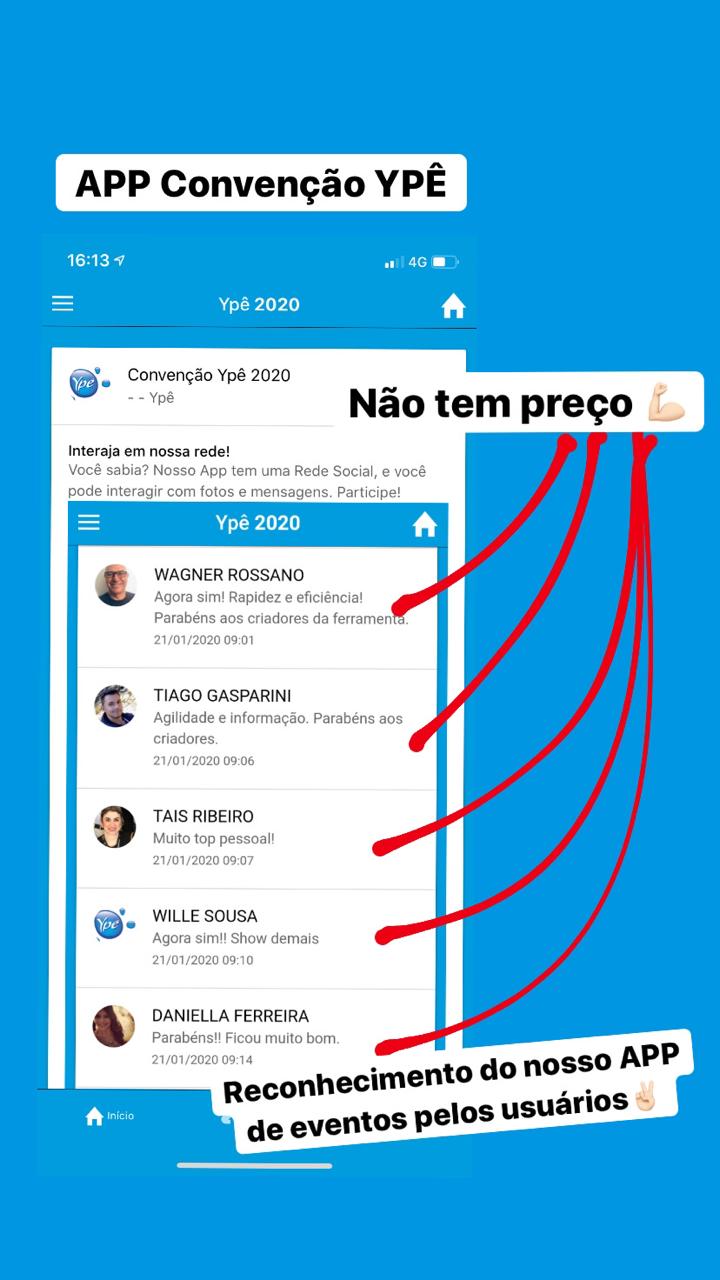 APP Convenção YPÊ
16:13
4G
Ypê 2020
Ypê
Convenção Ypê 2020
- - Ypê
Não tem preço 💪🏻
Interaja em nossa rede!
Você sabia? Nosso App tem uma Rede Social, e você
pode interagir com fotos e mensagens. Participe!
Ypê 2020
WAGNER ROSSANO
Agora sim! Rapidez e eficiência!
Parabéns aos criadores da ferramenta.
21/01/2020 09:01
TIAGO GASPARINI
Agilidade e informação. Parabéns aos
criadores.
21/01/2020 09:06
TAIS RIBEIRO
Muito top pessoal!
21/01/2020 09:07
Ypê
WILLE SOUSA
Agora sim!! Show demais
21/01/2020 09:10
DANIELLA FERREIRA
Parabéns!! Ficou muito bom.
21/01/2020 09:14
Reconhecimento do nosso APP
de eventos pelos usuários✌🏻
Início